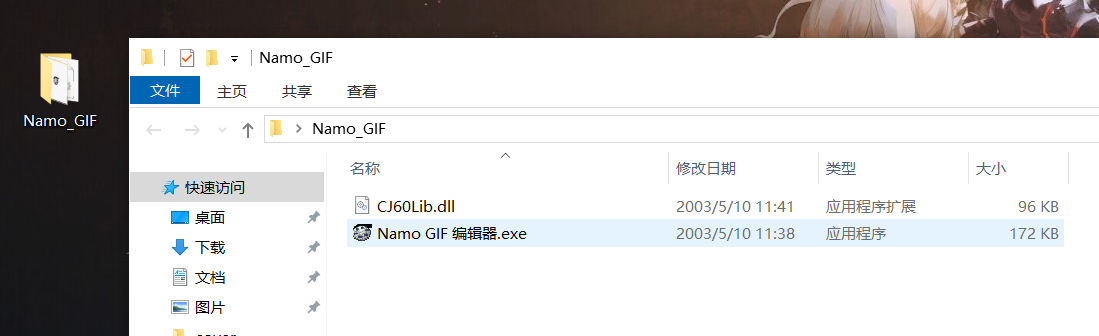 Namo_GIF
文件 主页 共享 查看
Namo_GIF
Namo_GIF
名称 修改日期 类型 大小
快速访问
桌面
下载
文档
图片
CJ60Lib.dll 2003/5/10 11:41 应用程序扩展 96 KB
Namo GIF 编辑器.exe 2003/5/10 11:38 应用程序 172 KB